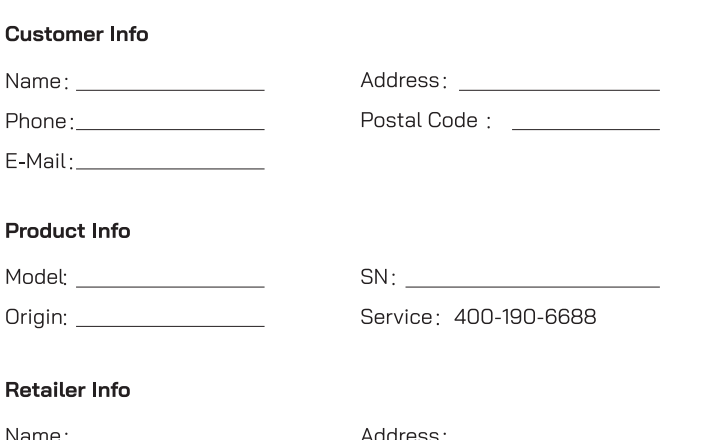 Customer Info
Name: Address:
Phone: Postal Code :
E-Mail:
Product Info
Model: SN:
Origin: Service: 400-190-6688
Retailer Info
Name: Address: